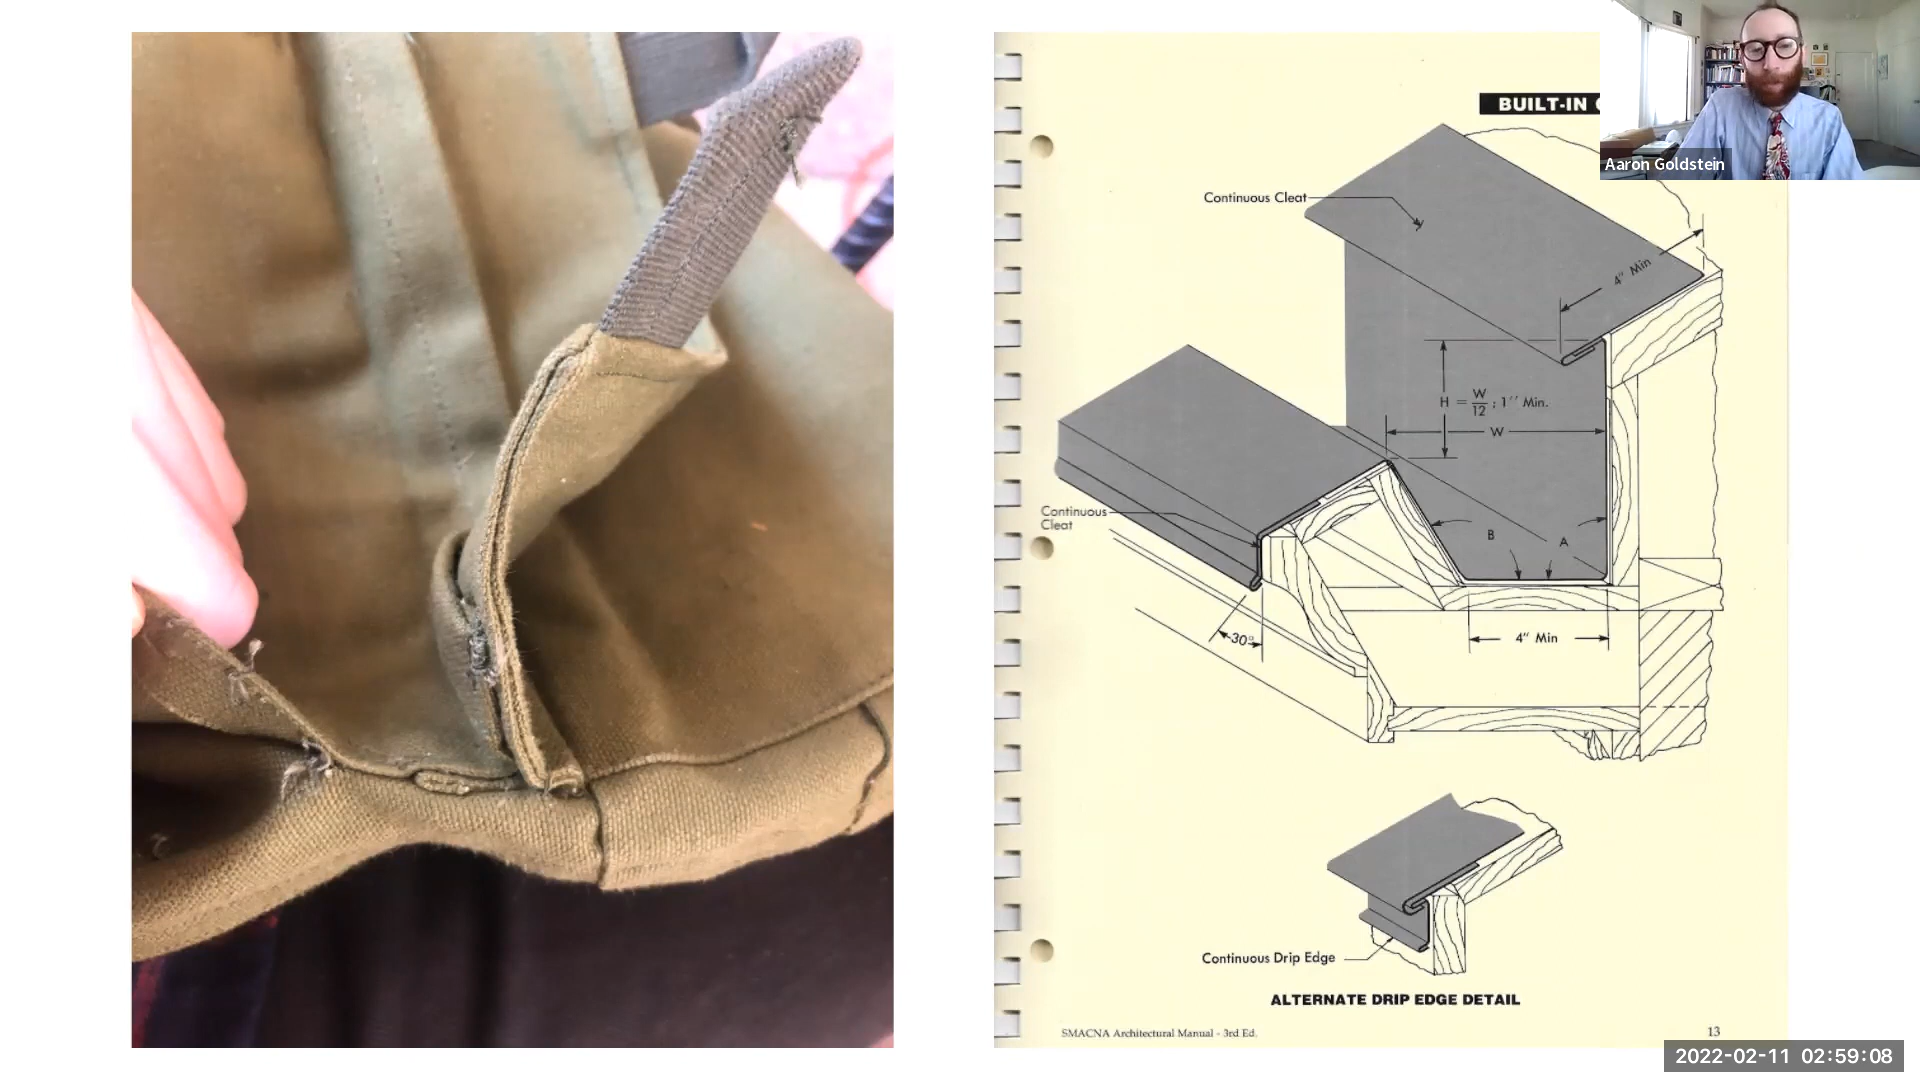 BUILT-IN
Aaron Goldstein
Continuous Cleat
4" Min
H = W/12 ; 1" Min.
W
Continuous
Cleat
B
A
30°
4" Min
Continuous Drip Edge
ALTERNATE DRIP EDGE DETAIL
SMACNA Architectural Manual - 3rd Ed.
13
2022-02-11 02:59:08